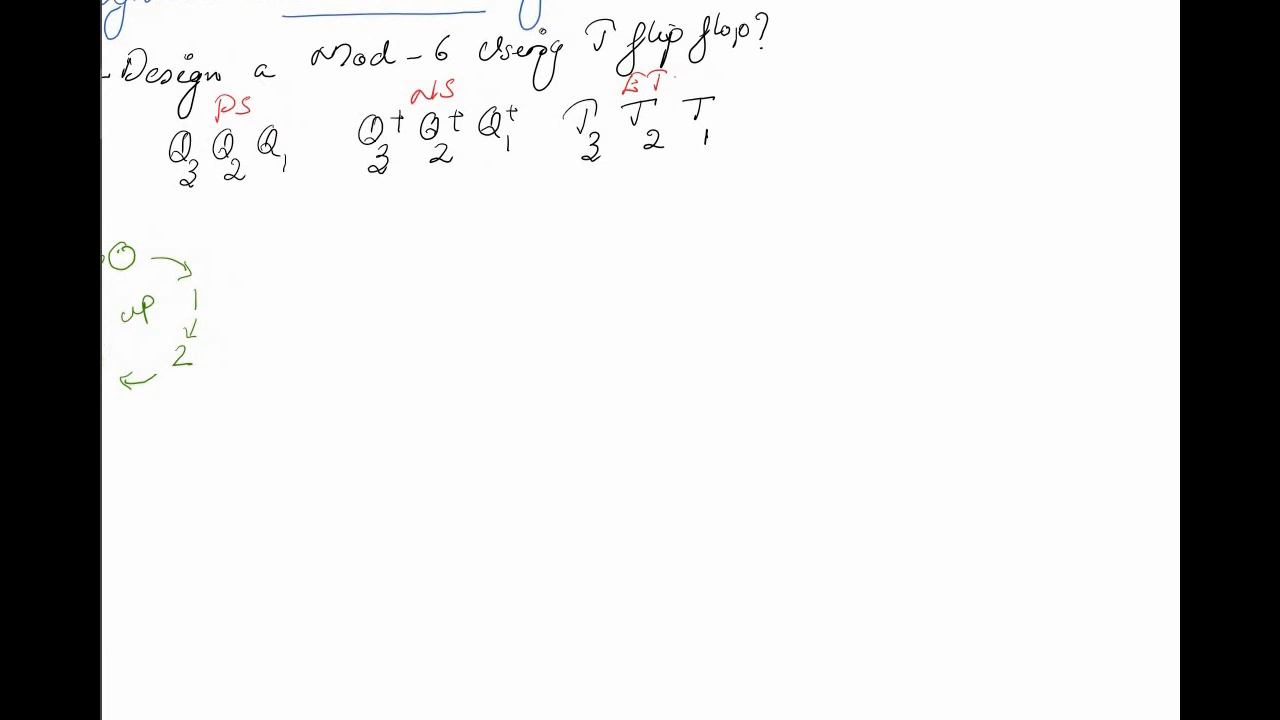 - Design a Mod-6 Using T flip flop?
PS NS ET
Q3 Q2 Q1 Q3+ Q2+ Q1+ T3 T2 T1
0
up 1
2